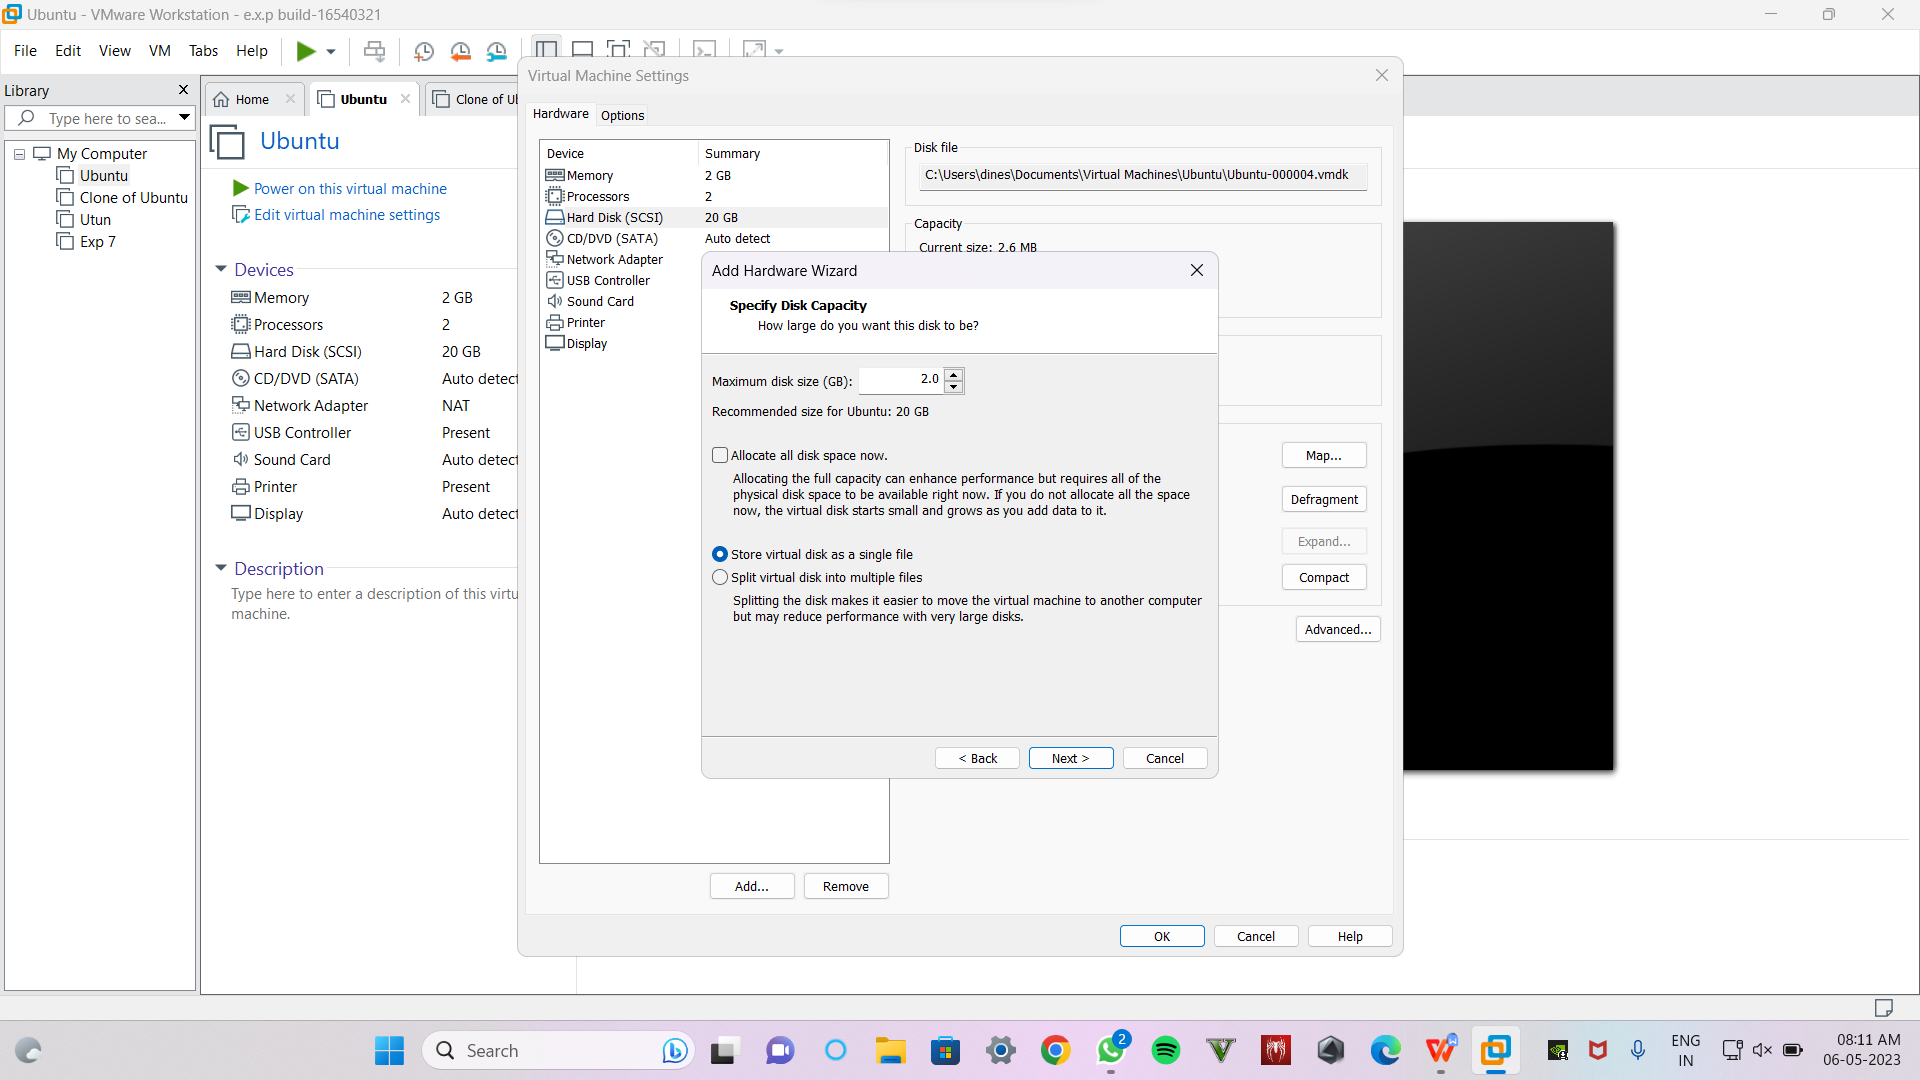 Ubuntu - VMware Workstation - e.x.p build-16540321
File Edit View VM Tabs Help
Library
Type here to sea...
My Computer
Ubuntu
Clone of Ubuntu
Utun
Exp 7
Home
Ubuntu
Clone of Ub
Ubuntu
Power on this virtual machine
Edit virtual machine settings
Devices
Memory 2 GB
Processors 2
Hard Disk (SCSI) 20 GB
CD/DVD (SATA) Auto detect
Network Adapter NAT
USB Controller Present
Sound Card Auto detect
Printer Present
Display Auto detect
Description
Type here to enter a description of this virtu
machine.
Virtual Machine Settings
Hardware Options
Device Summary
Memory 2 GB
Processors 2
Hard Disk (SCSI) 20 GB
CD/DVD (SATA) Auto detect
Network Adapter
USB Controller
Sound Card
Printer
Display
Disk file
C:\Users\dines\Documents\Virtual Machines\Ubuntu\Ubuntu-000004.vmdk
Capacity
Current size: 2.6 MB
Add Hardware Wizard
Specify Disk Capacity
How large do you want this disk to be?
Maximum disk size (GB): 2.0
Recommended size for Ubuntu: 20 GB
Allocate all disk space now.
Allocating the full capacity can enhance performance but requires all of the
physical disk space to be available right now. If you do not allocate all the space
now, the virtual disk starts small and grows as you add data to it.
Store virtual disk as a single file
Split virtual disk into multiple files
Splitting the disk makes it easier to move the virtual machine to another computer
but may reduce performance with very large disks.
< Back Next > Cancel
Map...
Defragment
Expand...
Compact
Advanced...
Add... Remove
OK Cancel Help
Search
2
ENG
IN
08:11 AM
06-05-2023